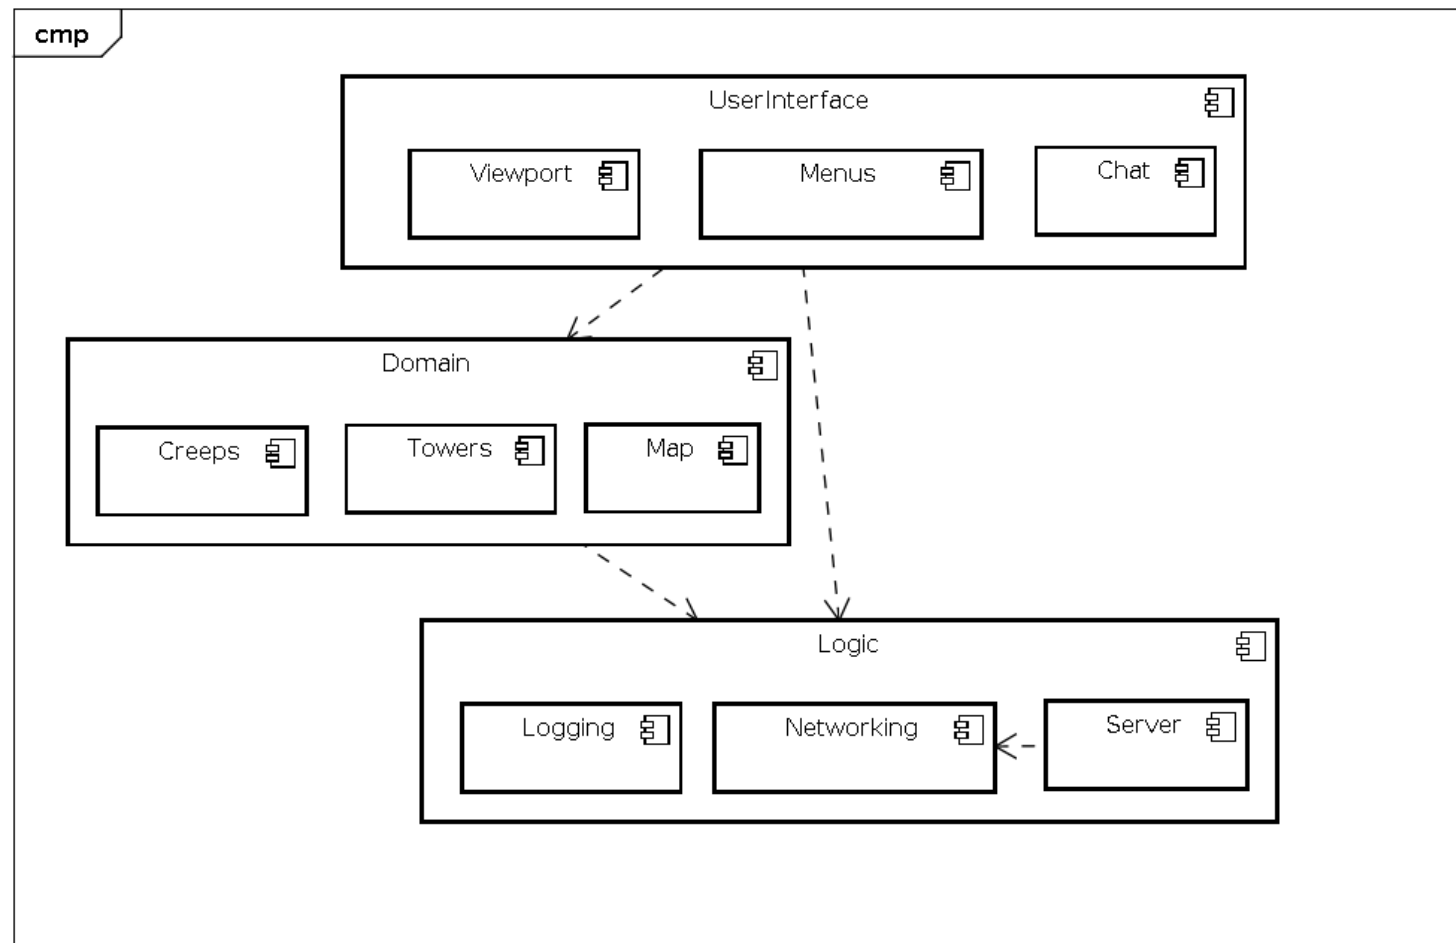 cmp
UserInterface
Viewport
Menus
Chat
Domain
Creeps
Towers
Map
Logic
Logging
Networking
Server